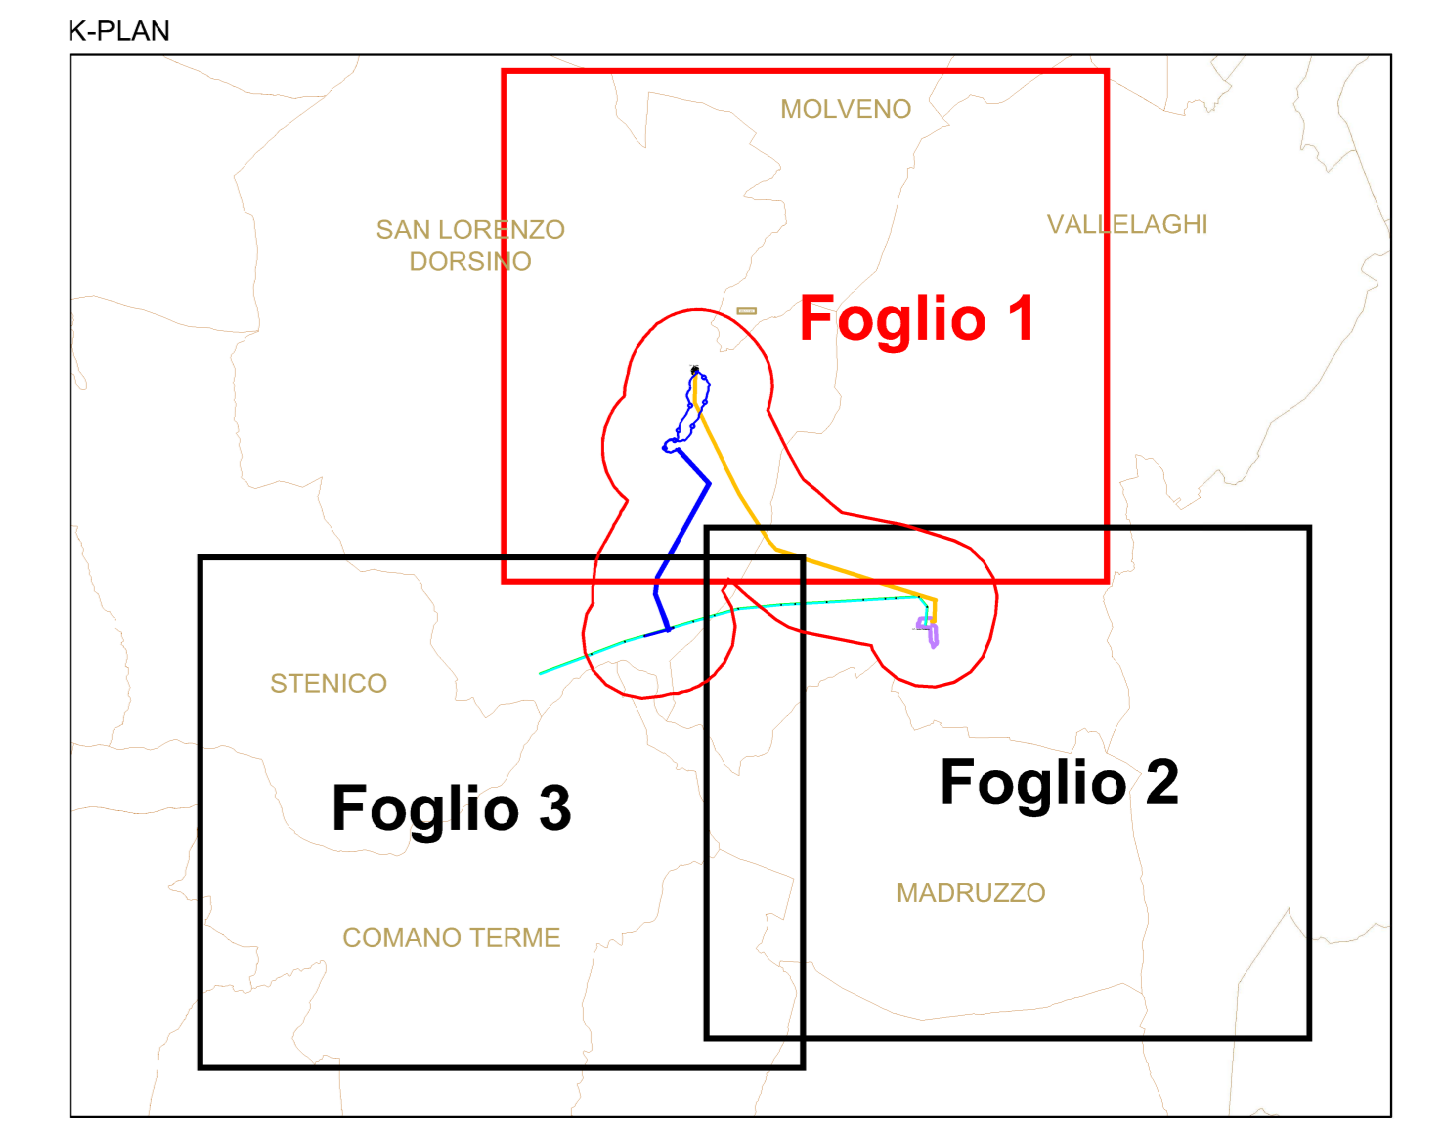 K-PLAN
MOLVENO
SAN LORENZO
DORSINO
VALLELAGHI
Foglio 1
STENICO
Foglio 2
Foglio 3
MADRUZZO
COMANO TERME